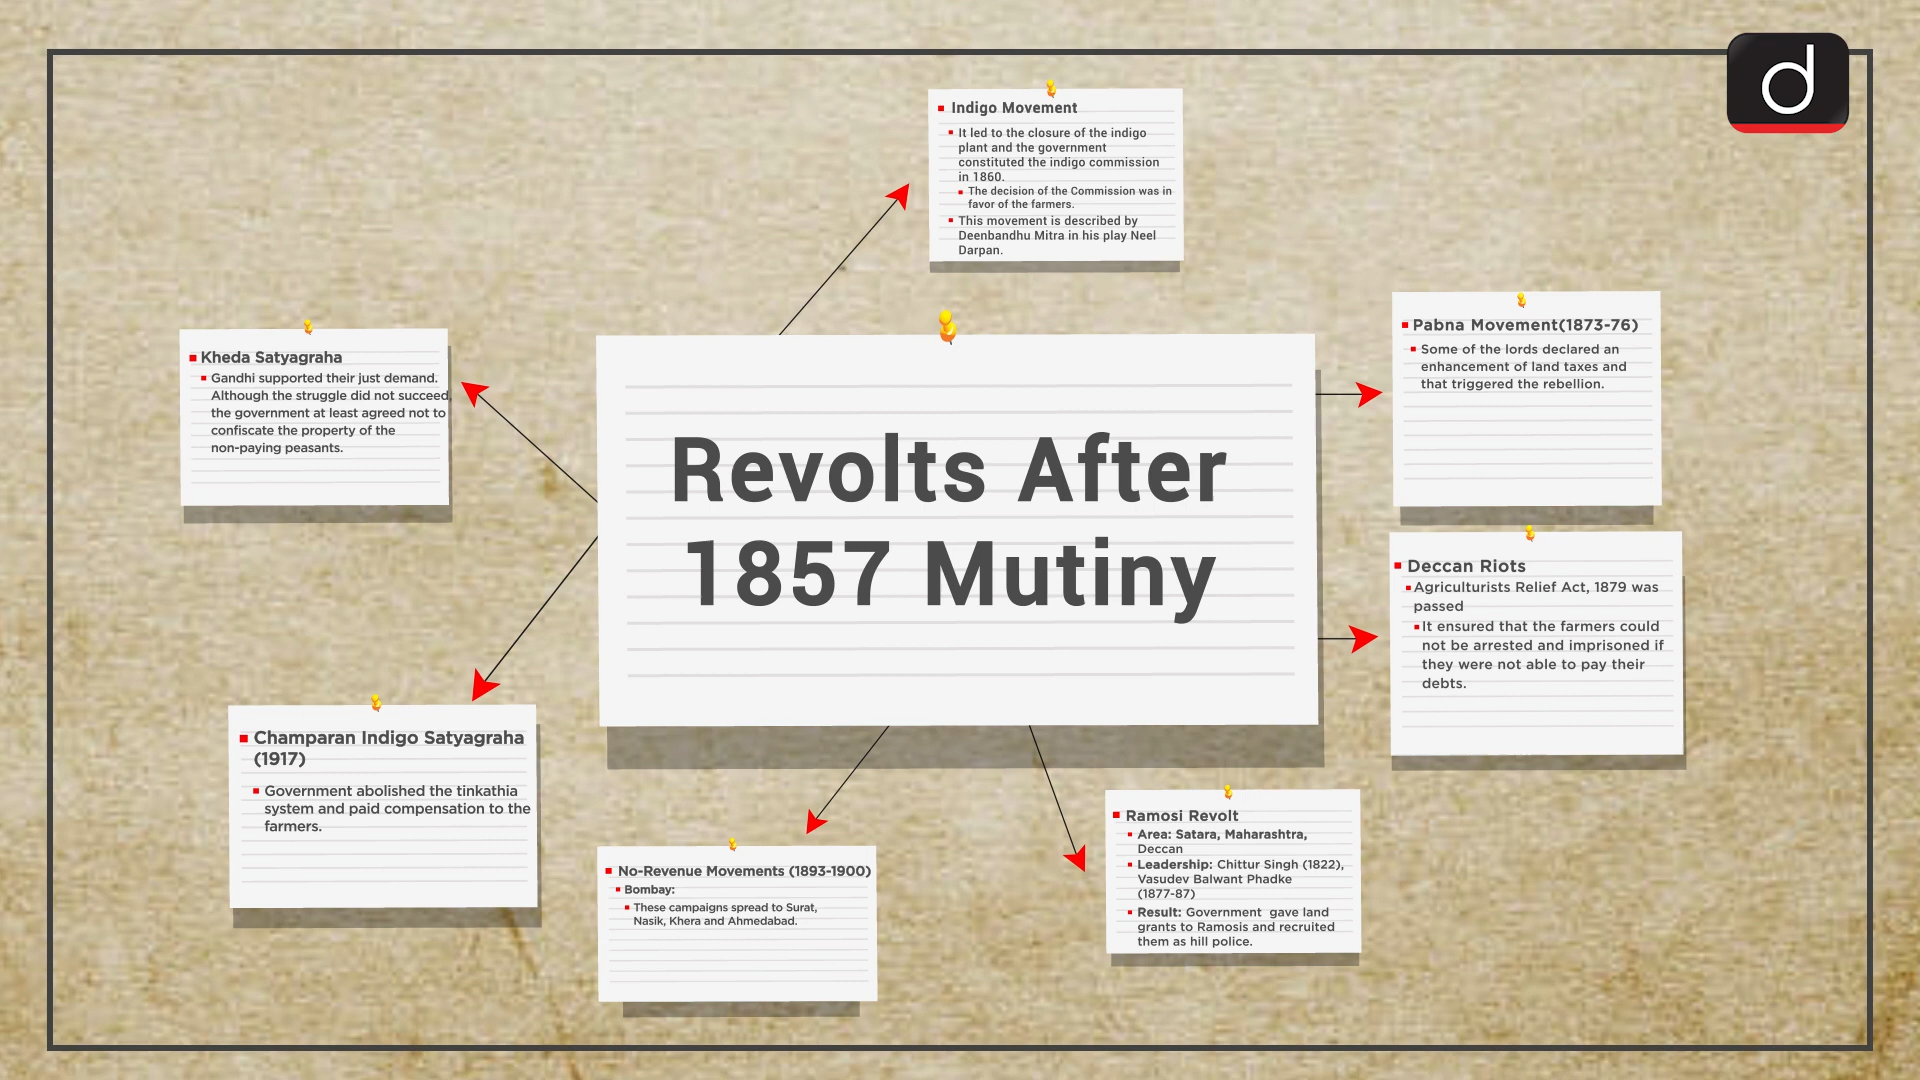 d
Indigo Movement
It led to the closure of the indigo
plant and the government
constituted the indigo commission
in 1860.
The decision of the Commission was in
favor of the farmers.
This movement is described by
Deenbandhu Mitra in his play Neel
Darpan.
Pabna Movement(1873-76)
Some of the lords declared an
enhancement of land taxes and
that triggered the rebellion.
Kheda Satyagraha
Gandhi supported their just demand.
Although the struggle did not succeed,
the government at least agreed not to
confiscate the property of the
non-paying peasants.
Revolts After
1857 Mutiny
Deccan Riots
Agriculturists Relief Act, 1879 was
passed
It ensured that the farmers could
not be arrested and imprisoned if
they were not able to pay their
debts.
Champaran Indigo Satyagraha
(1917)
Government abolished the tinkathia
system and paid compensation to the
farmers.
No-Revenue Movements (1893-1900)
Bombay:
These campaigns spread to Surat,
Nasik, Khera and Ahmedabad.
Ramosi Revolt
Area: Satara, Maharashtra,
Deccan
Leadership: Chittur Singh (1822),
Vasudev Balwant Phadke
(1877-87)
Result: Government gave land
grants to Ramosis and recruited
them as hill police.